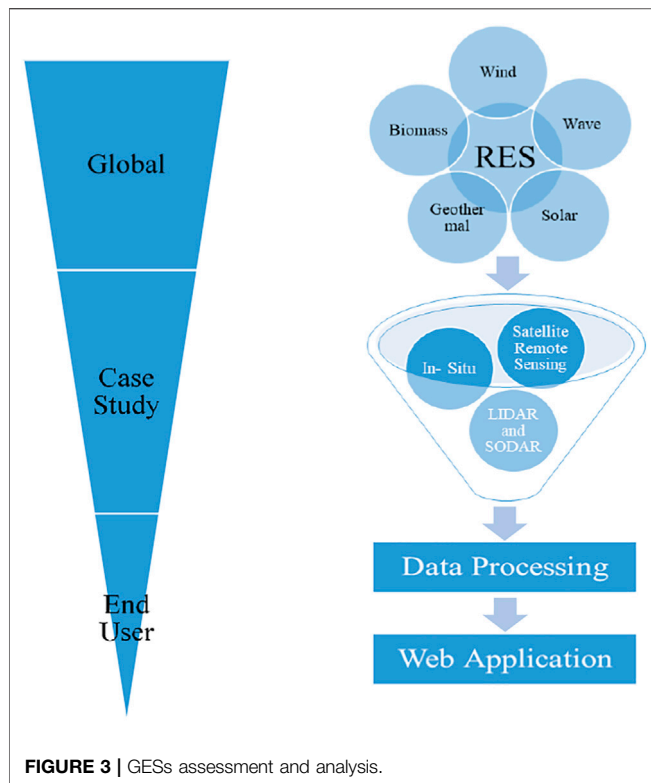 Global
Case
Study
End
User
Wind
Biomass
Wave
RES
Geother
mal
Solar
In- Situ
Satellite
Remote
Sensing
LIDAR
and
SODAR
Data Processing
Web Application
FIGURE 3 | GESs assessment and analysis.